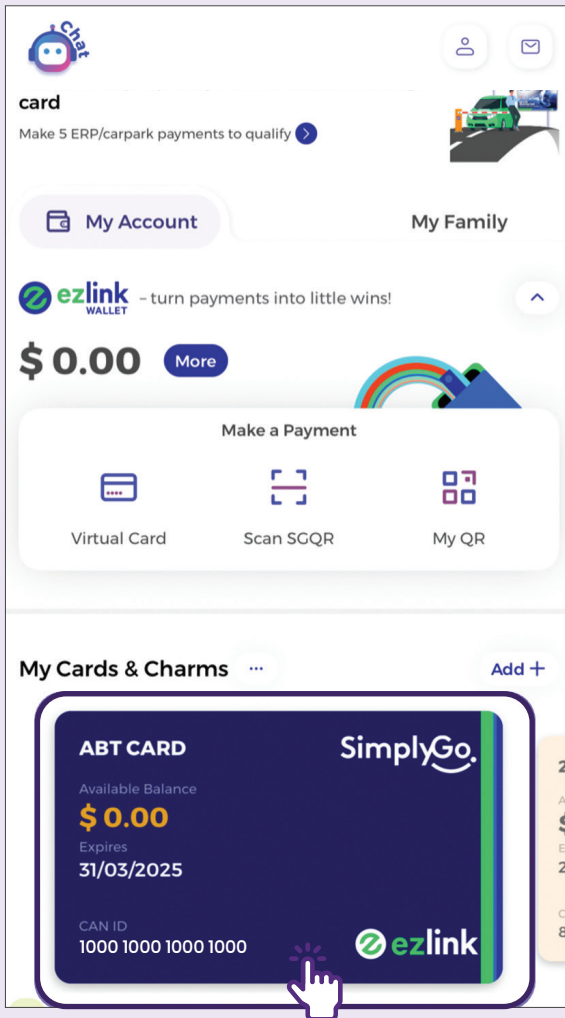 Chat
card
Make 5 ERP/carpark payments to qualify
My Account
My Family
ezlink WALLET – turn payments into little wins!
$ 0.00 More
Make a Payment
Virtual Card Scan SGQR My QR
My Cards & Charms ... Add +
ABT CARD SimplyGo.
Available Balance
$ 0.00
Expires
31/03/2025
CAN ID
1000 1000 1000 1000 ezlink